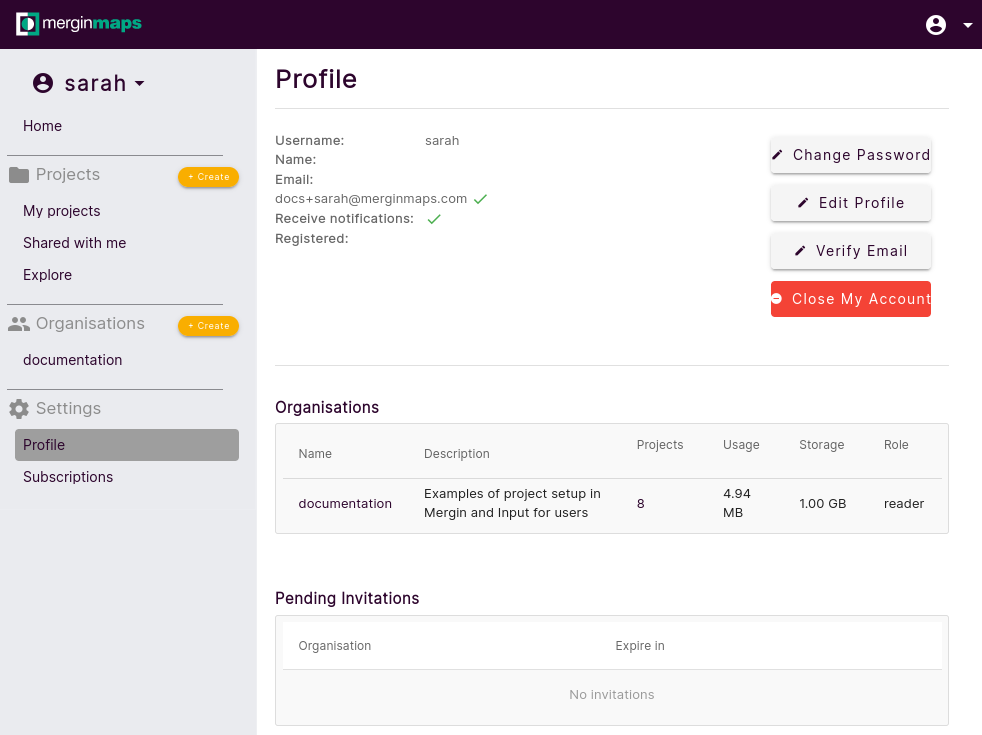 merginmaps
sarah
Home
Projects
+ Create
My projects
Shared with me
Explore
Organisations
+ Create
documentation
Settings
Profile
Subscriptions
Profile
Username: sarah
Name:
Email:
docs+sarah@merginmaps.com
Receive notifications:
Registered:
Change Password
Edit Profile
Verify Email
Close My Account
Organisations
Name Description Projects Usage Storage Role
documentation Examples of project setup in Mergin and Input for users 8 4.94 MB 1.00 GB reader
Pending Invitations
Organisation Expire in
No invitations